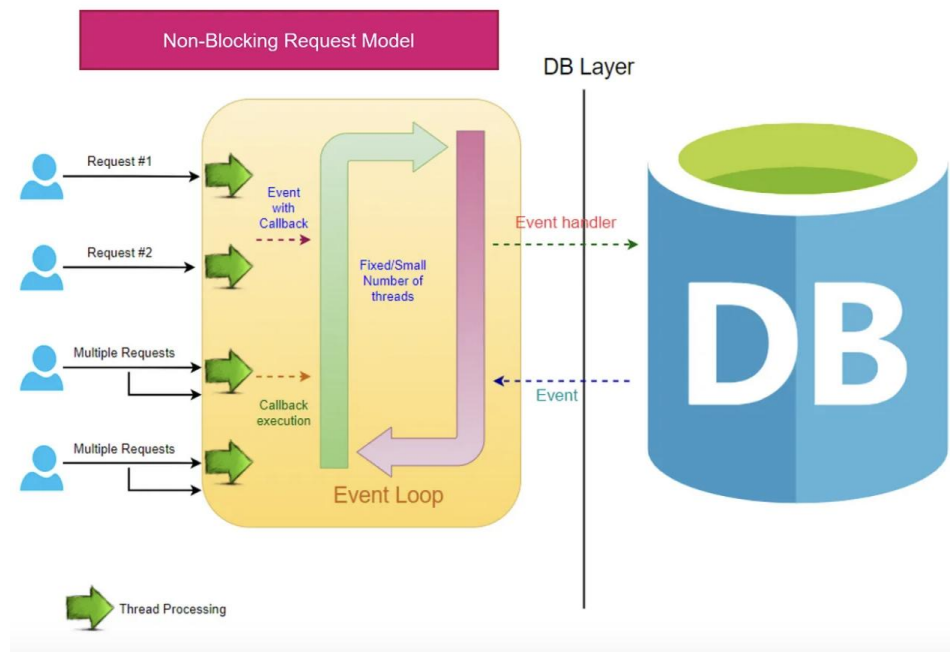 Non-Blocking Request Model
DB Layer
Request #1
Event
with
Callback
Event handler
Request #2
Fixed/Small
Number of
threads
DB
Multiple Requests
Callback
execution
Event
Multiple Requests
Event Loop
Thread Processing